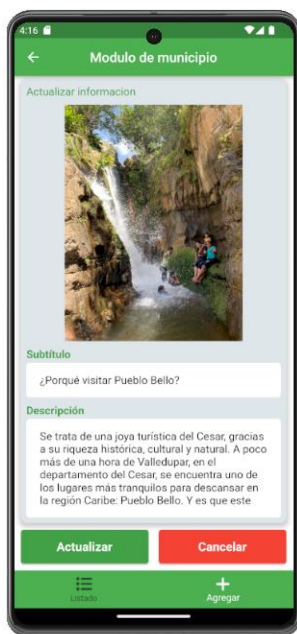 4:16
Modulo de municipio
Actualizar informacion
Subtítulo
¿Porqué visitar Pueblo Bello?
Descripción
Se trata de una joya turística del Cesar, gracias
a su riqueza histórica, cultural y natural. A poco
más de una hora de Valledupar, en el
departamento del Cesar, se encuentra uno de
los lugares más tranquilos para descansar en
la región Caribe: Pueblo Bello. Y es que este
Actualizar
Cancelar
Listado
Agregar